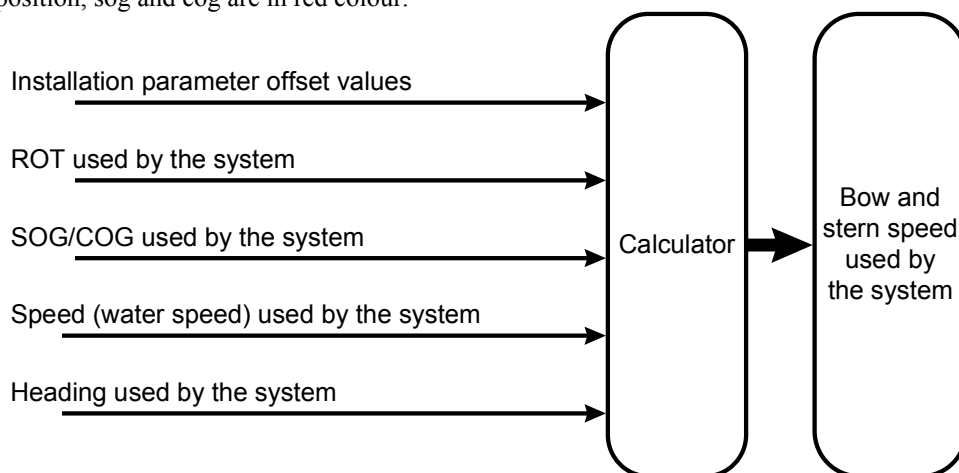 position, sog and cog are in red colour.
Installation parameter offset values
ROT used by the system
SOG/COG used by the system
Speed (water speed) used by the system
Heading used by the system
Calculator
Bow and
stern speed
used by
the system